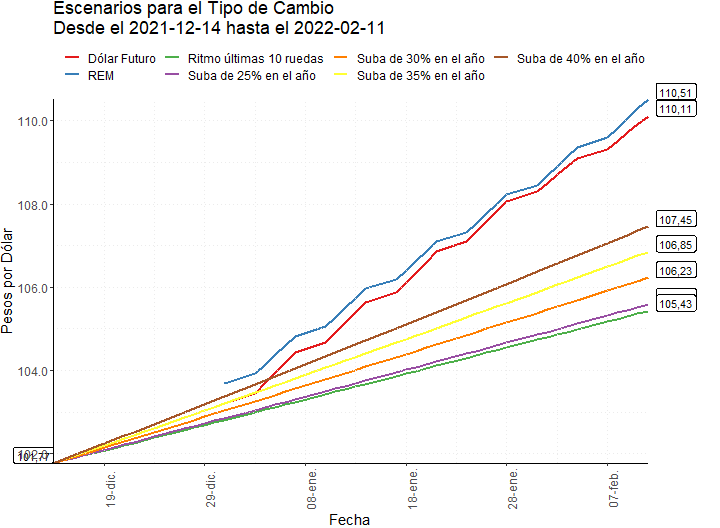 Escenarios para el Tipo de Cambio
Desde el 2021-12-14 hasta el 2022-02-11
Dólar Futuro
Ritmo últimas 10 ruedas
Suba de 30% en el año
Suba de 40% en el año
REM
Suba de 25% en el año
Suba de 35% en el año
110,51
110,11
110.0
108.0
107,45
106,85
106,23
106.0
105,43
104.0
102.0
101,77
Pesos por Dólar
19-dic.
29-dic.
08-ene.
18-ene.
28-ene.
07-feb.
Fecha